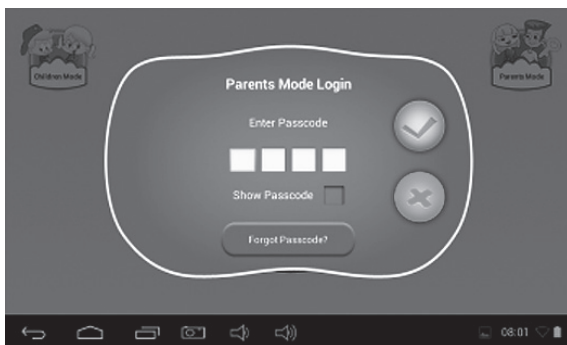 Children Mode
Parents Mode
Parents Mode Login
Enter Passcode
Show Passcode
Forgot Passcode?
08:01